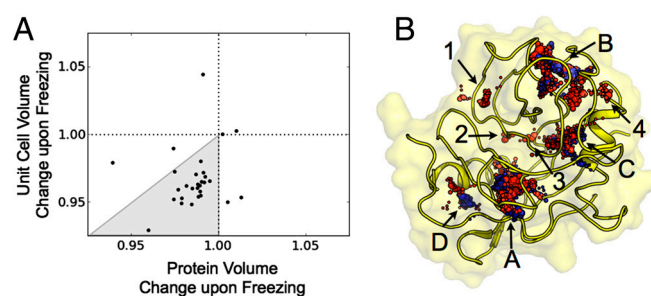 A
Unit Cell Volume
Change upon Freezing
1.05
1.00
0.95
0.95
1.00
1.05
Protein Volume
Change upon Freezing
B
1
B
4
2
3
C
D
A